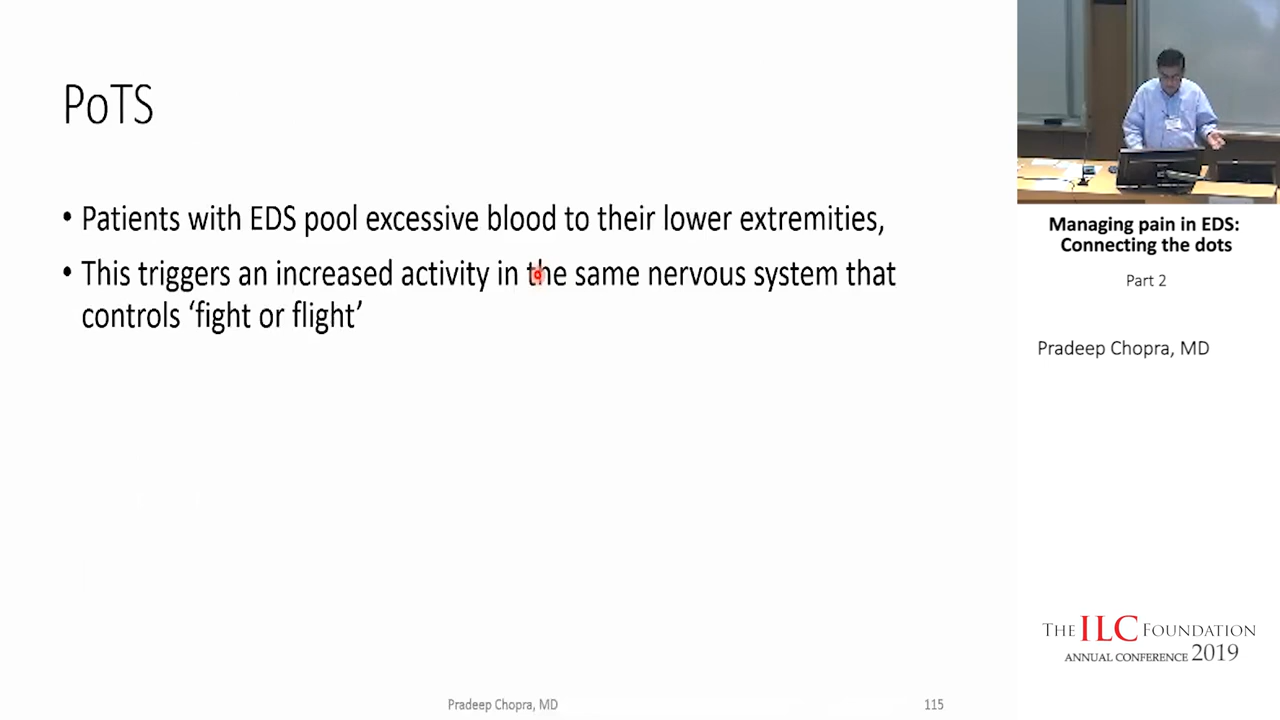 PoTS
• Patients with EDS pool excessive blood to their lower extremities,
• This triggers an increased activity in the same nervous system that
controls ‘fight or flight’
Pradeep Chopra, MD
115
Managing pain in EDS:
Connecting the dots
Part 2
Pradeep Chopra, MD
THE ILC FOUNDATION
ANNUAL CONFERENCE 2019